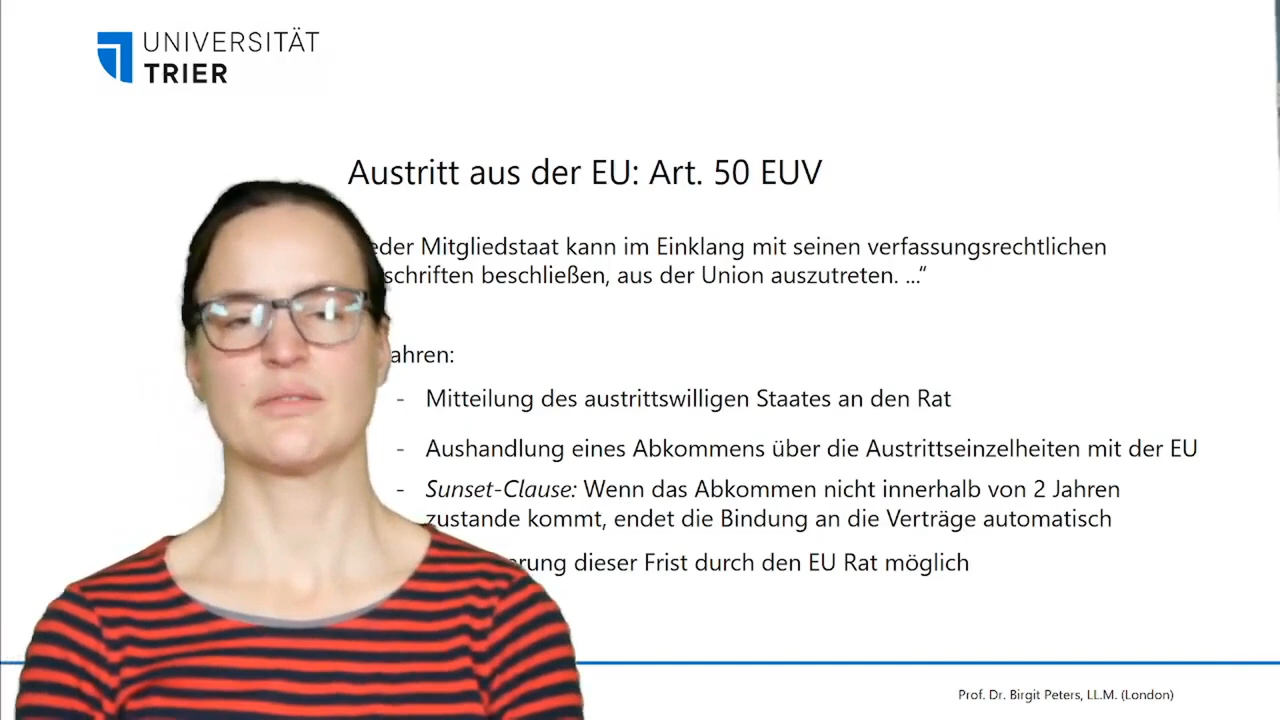 UNIVERSITÄT
TRIER
Austritt aus der EU: Art. 50 EUV
eder Mitgliedstaat kann im Einklang mit seinen verfassungsrechtlichen
schriften beschließen, aus der Union auszutreten. ...“
ahren:
- Mitteilung des austrittswilligen Staates an den Rat
- Aushandlung eines Abkommens über die Austrittseinzelheiten mit der EU
- Sunset-Clause: Wenn das Abkommen nicht innerhalb von 2 Jahren
zustande kommt, endet die Bindung an die Verträge automatisch
erung dieser Frist durch den EU Rat möglich
Prof. Dr. Birgit Peters, LL.M. (London)